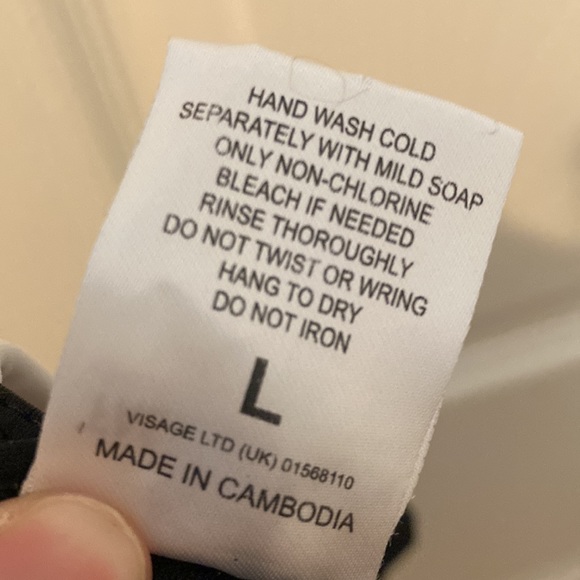 HAND WASH COLD
SEPARATELY WITH MILD SOAP
ONLY NON-CHLORINE
BLEACH IF NEEDED
RINSE THOROUGHLY
DO NOT TWIST OR WRING
HANG TO DRY
DO NOT IRON
L
VISAGE LTD (UK) 01568110
MADE IN CAMBODIA